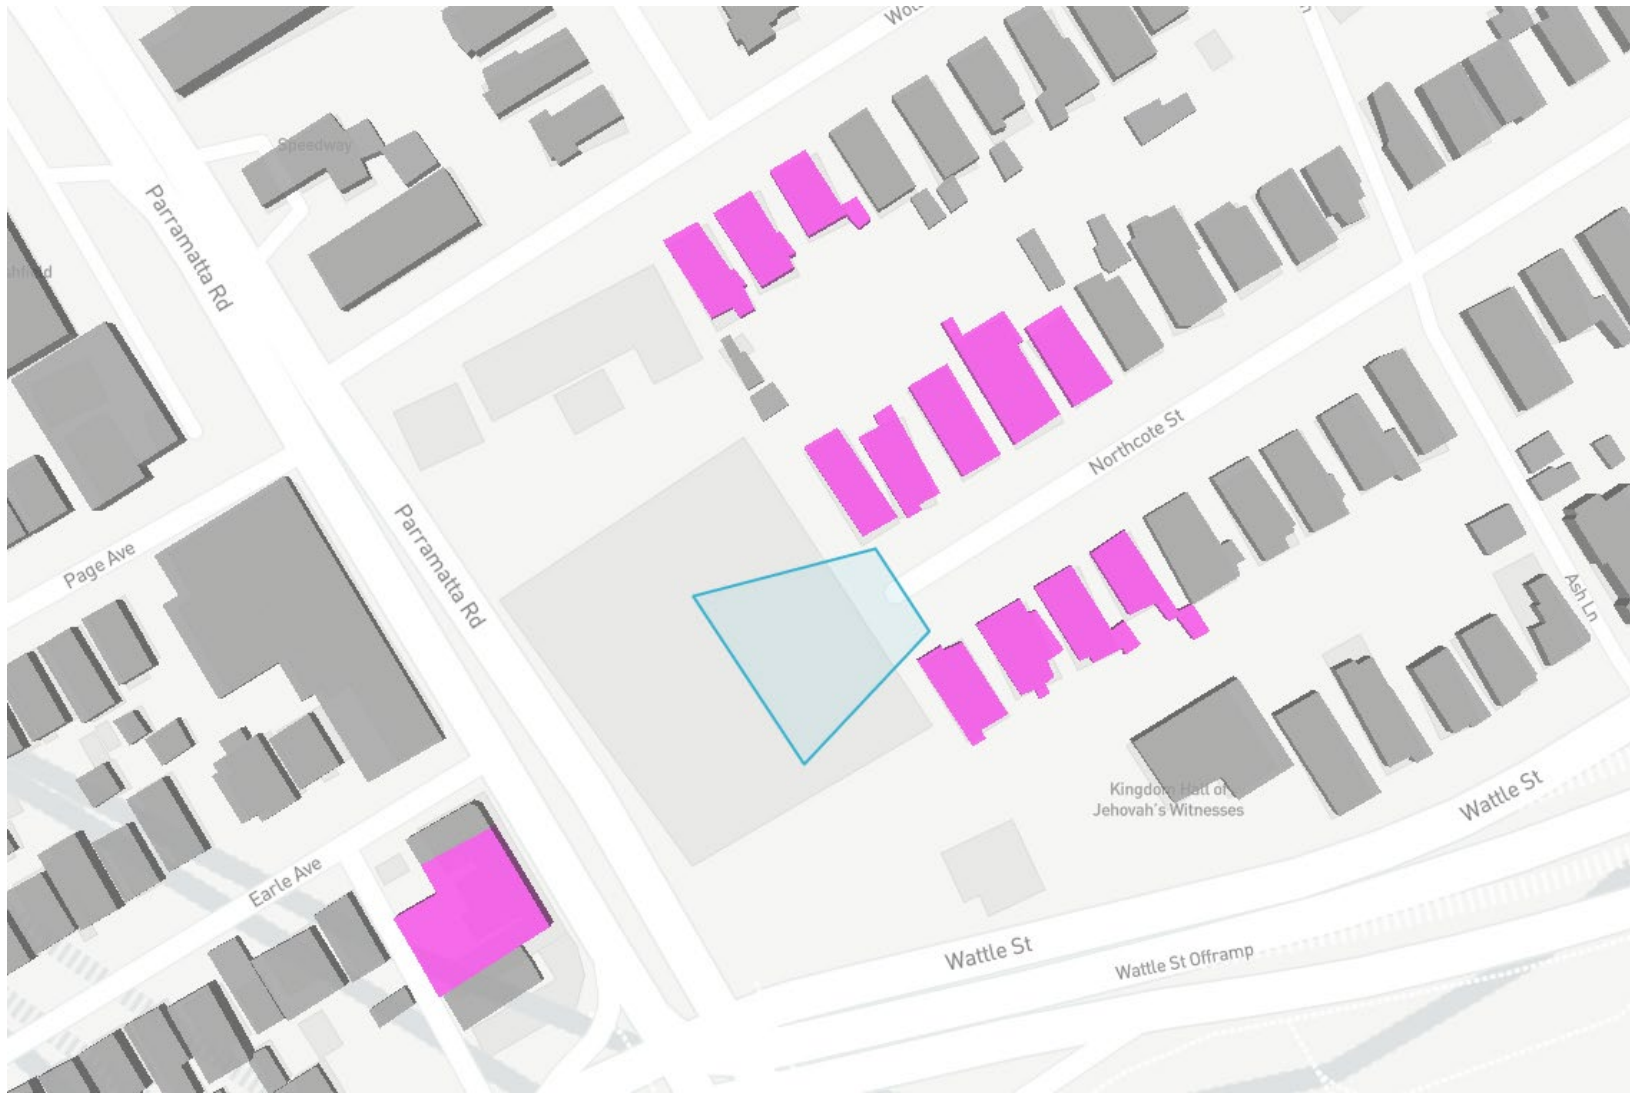 Speedway
Parramatta Rd
Northcote St
Parramatta Rd
Page Ave
Ash Ln
Kingdom Hall of
Jehovah's Witnesses
Wattle St
Earle Ave
Wattle St
Wattle St Offramp